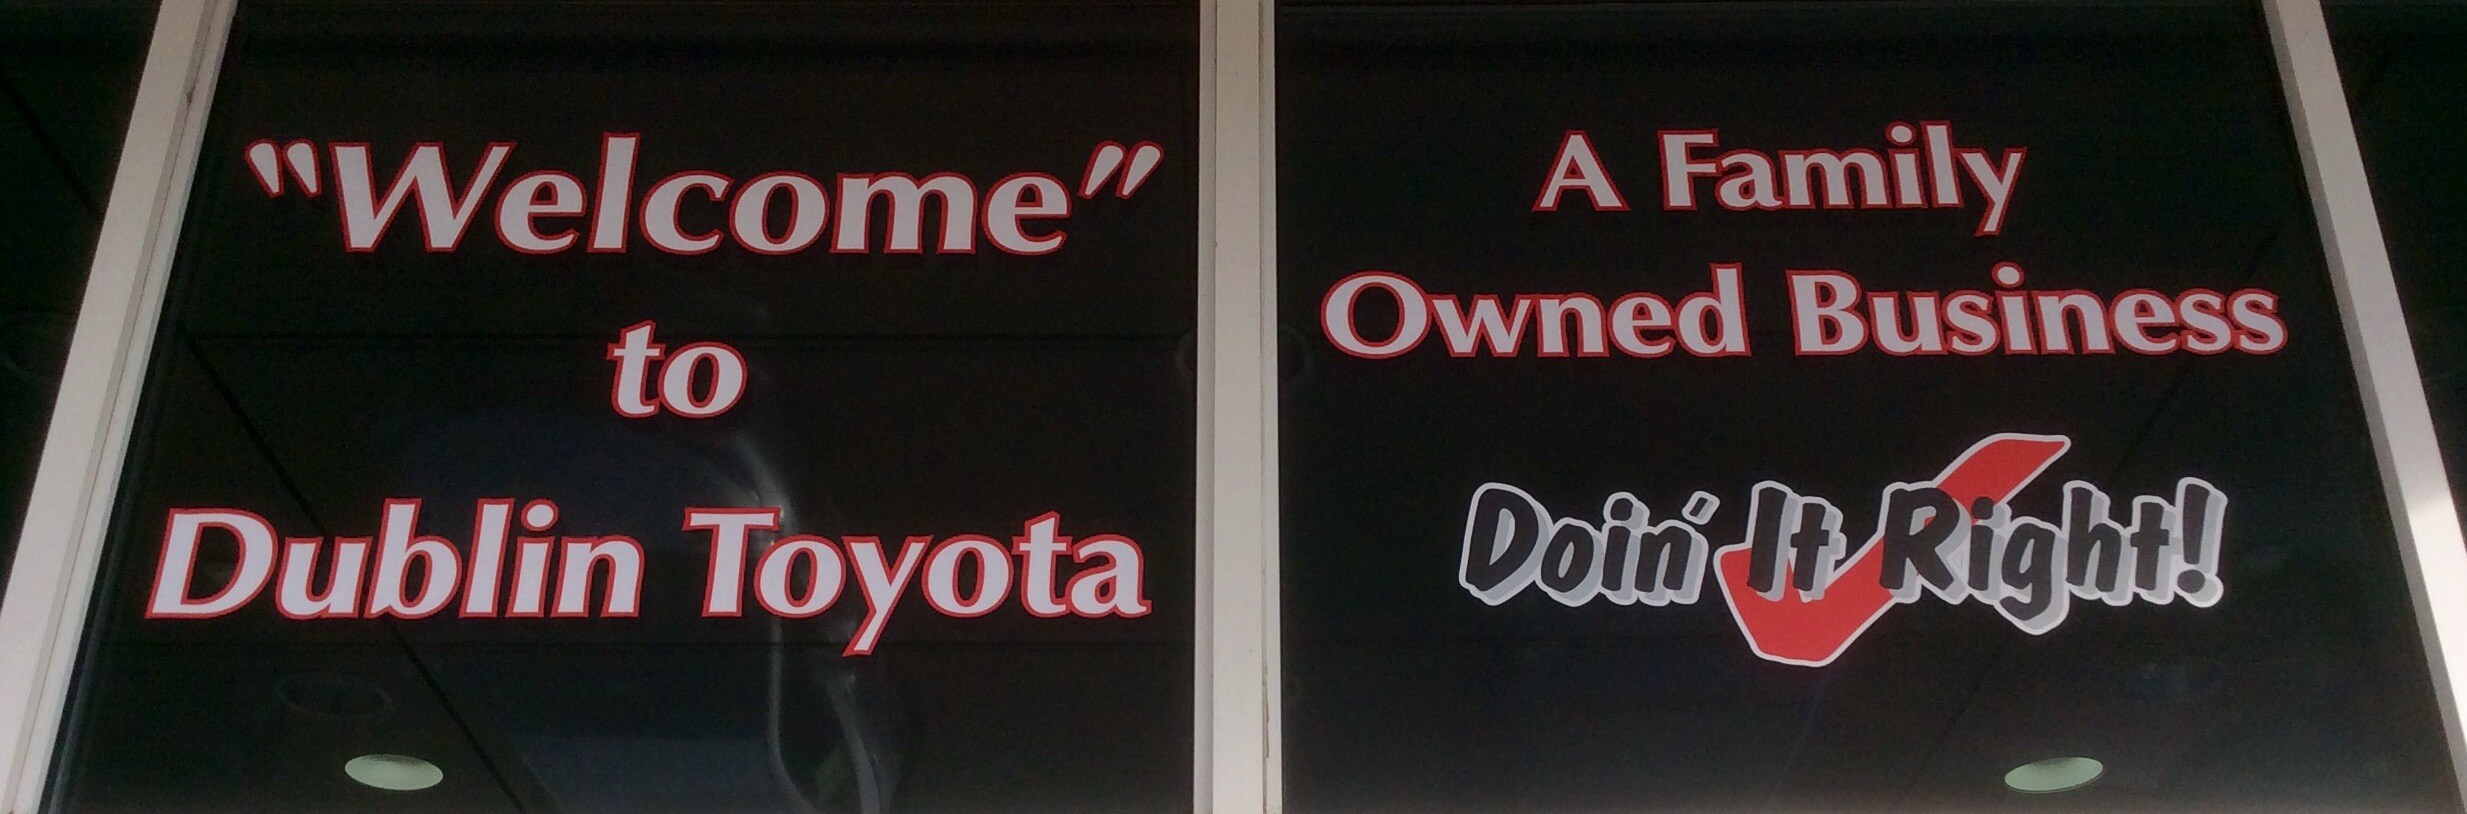 “Welcome”
to
Dublin Toyota
A Family
Owned Business
Doin' It Right!